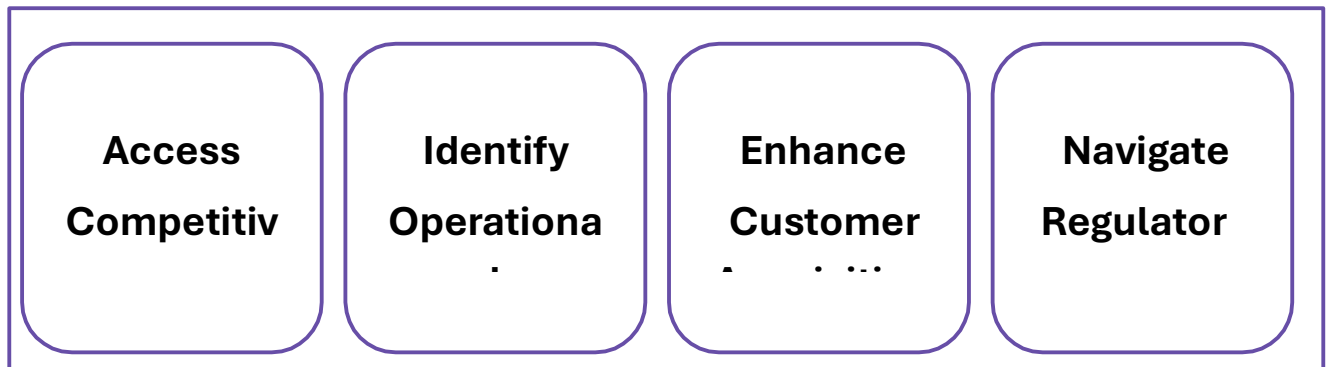 Access
Competitiv
Identify
Operationa
Enhance
Customer
Navigate
Regulator